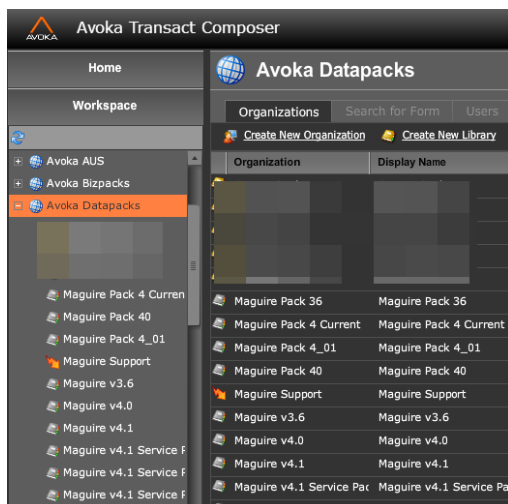 AVOKA
Avoka Transact Composer
Home
Workspace
Avoka AUS
Avoka Bizpacks
Avoka Datapacks
Maguire Pack 4 Curren
Maguire Pack 40
Maguire Pack 4_01
Maguire Support
Maguire v3.6
Maguire v4.0
Maguire v4.1
Maguire v4.1 Service F
Maguire v4.1 Service F
Maguire v4.1 Service F
Avoka Datapacks
Organizations Search for Form Users
Create New Organization Create New Library
Organization Display Name
Maguire Pack 36 Maguire Pack 36
Maguire Pack 4 Current Maguire Pack 4 Current
Maguire Pack 4_01 Maguire Pack 4_01
Maguire Pack 40 Maguire Pack 40
Maguire Support Maguire Support
Maguire v3.6 Maguire v3.6
Maguire v4.0 Maguire v4.0
Maguire v4.1 Maguire v4.1
Maguire v4.1 Service Pac Maguire v4.1 Service Pa